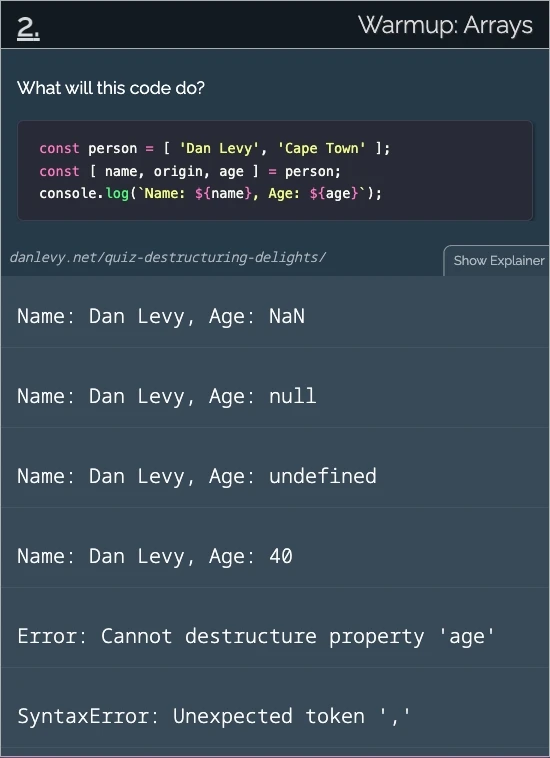 2.
Warmup: Arrays
What will this code do?
const person = [ 'Dan Levy', 'Cape Town' ];
const [ name, origin, age ] = person;
console.log(`Name: ${name}, Age: ${age}`);
danlevy.net/quiz-destructuring-delights/
Show Explainer
Name: Dan Levy, Age: NaN
Name: Dan Levy, Age: null
Name: Dan Levy, Age: undefined
Name: Dan Levy, Age: 40
Error: Cannot destructure property 'age'
SyntaxError: Unexpected token ','